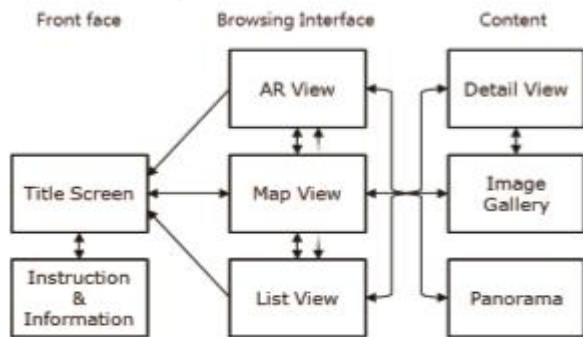 Front face
Browsing Interface
Content
AR View
Detail View
Title Screen
Map View
Image
Gallery
Instruction
&
Information
List View
Panorama